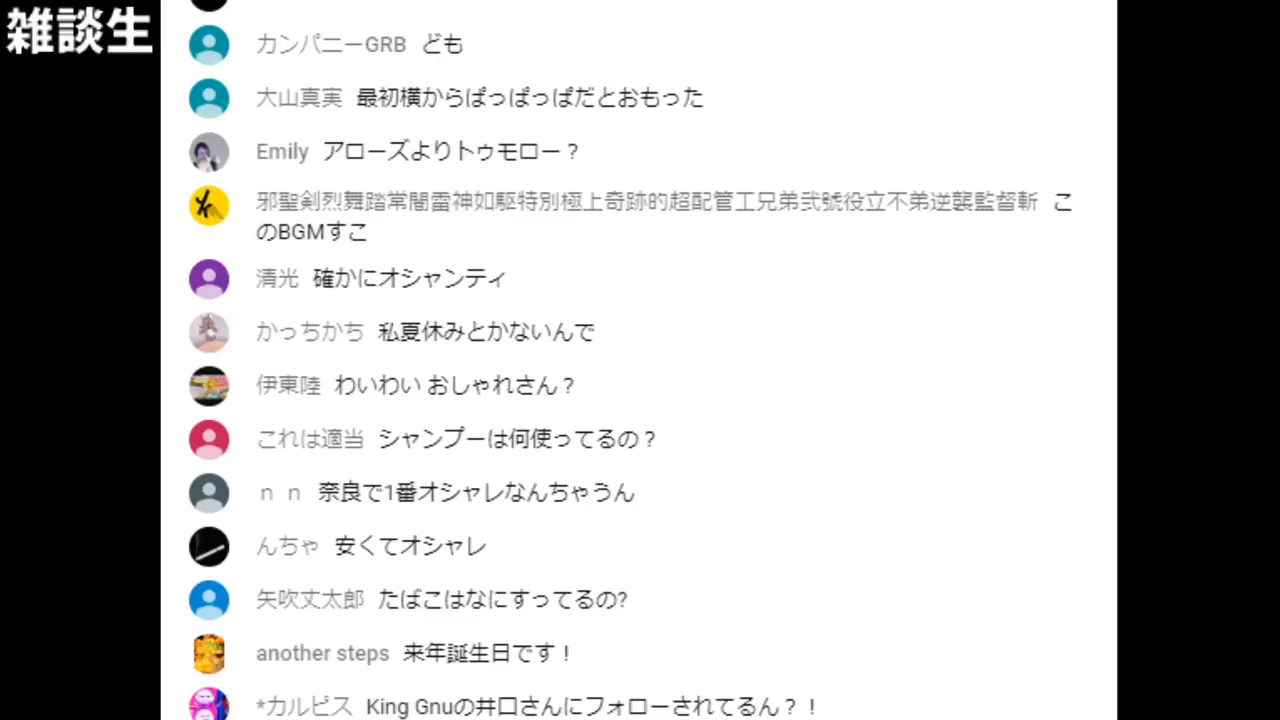 雑談生
カンパニーGRB ども
大山真実 最初横からぱっぱっぱだとおもった
Emily アローズよりトゥモロー？
邪聖剣烈舞踏常闇雷神如駆特別極上奇跡的超配管工兄弟弐號役立不弟逆襲監督斬 こ
のBGMすこ
清光 確かにオシャンティ
かっちかち 私夏休みとかないんで
伊東陸 わいわい おしゃれさん？
これは適当 シャンプーは何使ってるの？
ｎ ｎ 奈良で1番オシャレなんちゃうん
んちゃ 安くてオシャレ
矢吹丈太郎 たばこはなにすってるの?
another steps 来年誕生日です！
*カルピス King Gnuの井口さんにフォローされてるん？！